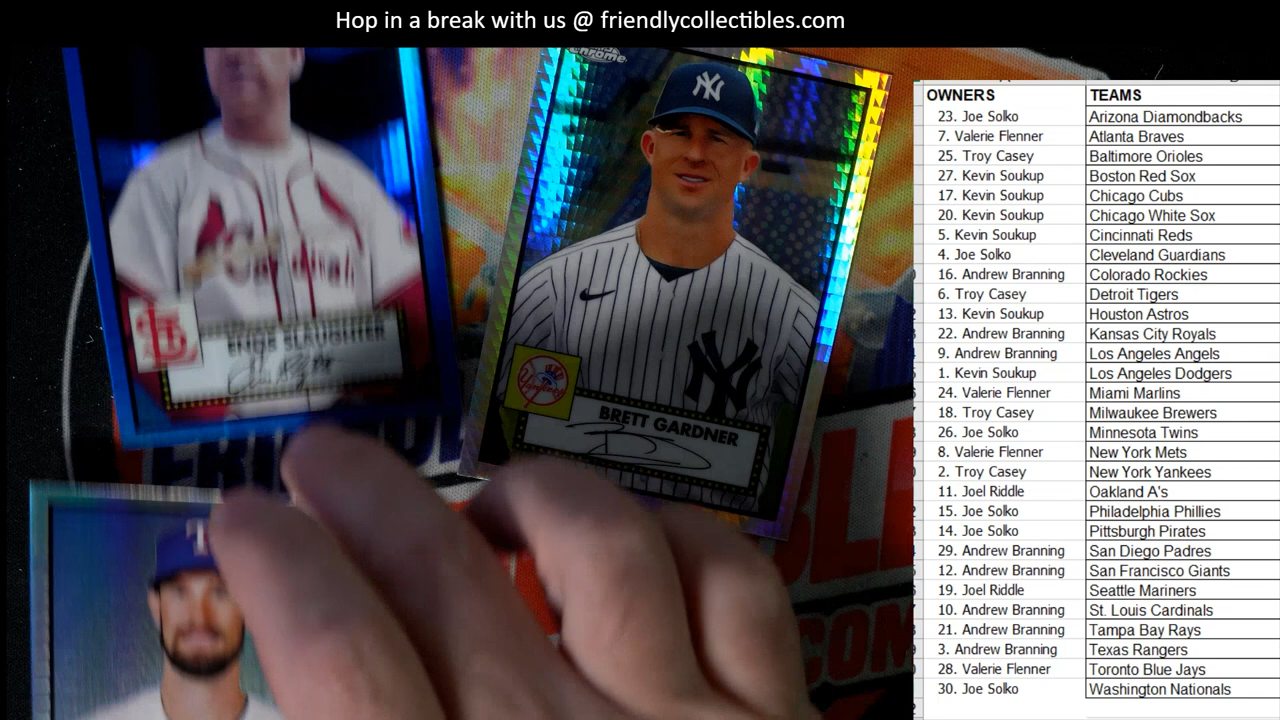 Hop in a break with us @ friendlycollectibles.com
Chrome
ENOS SLAUGHTER
Yankees
BRETT GARDNER
OWNERS TEAMS
23. Joe Solko Arizona Diamondbacks
7. Valerie Flenner Atlanta Braves
25. Troy Casey Baltimore Orioles
27. Kevin Soukup Boston Red Sox
17. Kevin Soukup Chicago Cubs
20. Kevin Soukup Chicago White Sox
5. Kevin Soukup Cincinnati Reds
4. Joe Solko Cleveland Guardians
16. Andrew Branning Colorado Rockies
6. Troy Casey Detroit Tigers
13. Kevin Soukup Houston Astros
22. Andrew Branning Kansas City Royals
9. Andrew Branning Los Angeles Angels
1. Kevin Soukup Los Angeles Dodgers
24. Valerie Flenner Miami Marlins
18. Troy Casey Milwaukee Brewers
26. Joe Solko Minnesota Twins
8. Valerie Flenner New York Mets
2. Troy Casey New York Yankees
11. Joel Riddle Oakland A's
15. Joe Solko Philadelphia Phillies
14. Joe Solko Pittsburgh Pirates
29. Andrew Branning San Diego Padres
12. Andrew Branning San Francisco Giants
19. Joel Riddle Seattle Mariners
10. Andrew Branning St. Louis Cardinals
21. Andrew Branning Tampa Bay Rays
3. Andrew Branning Texas Rangers
28. Valerie Flenner Toronto Blue Jays
30. Joe Solko Washington Nationals